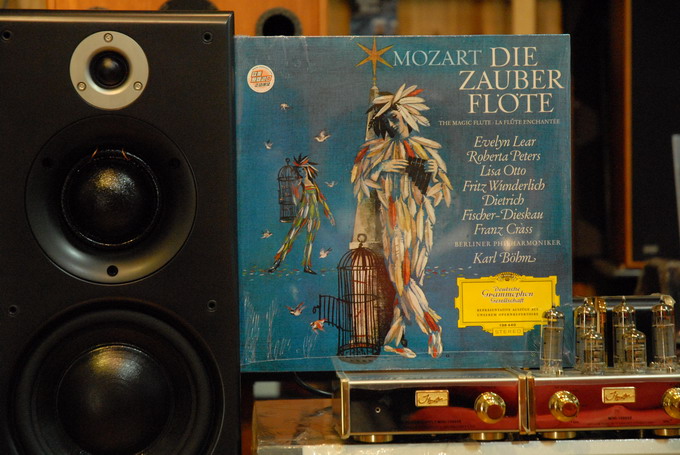 MOZART DIE
ZAUBER
FLÖTE
THE MAGIC FLUTE · LA FLÛTE ENCHANTÉE
Evelyn Lear
Roberta Peters
Lisa Otto
Fritz Wunderlich
Dietrich
Fischer-Dieskau
Franz Crass
BERLINER PHILHARMONIKER
Karl Böhm
Deutsche
Grammophon
Gesellschaft
STEREO